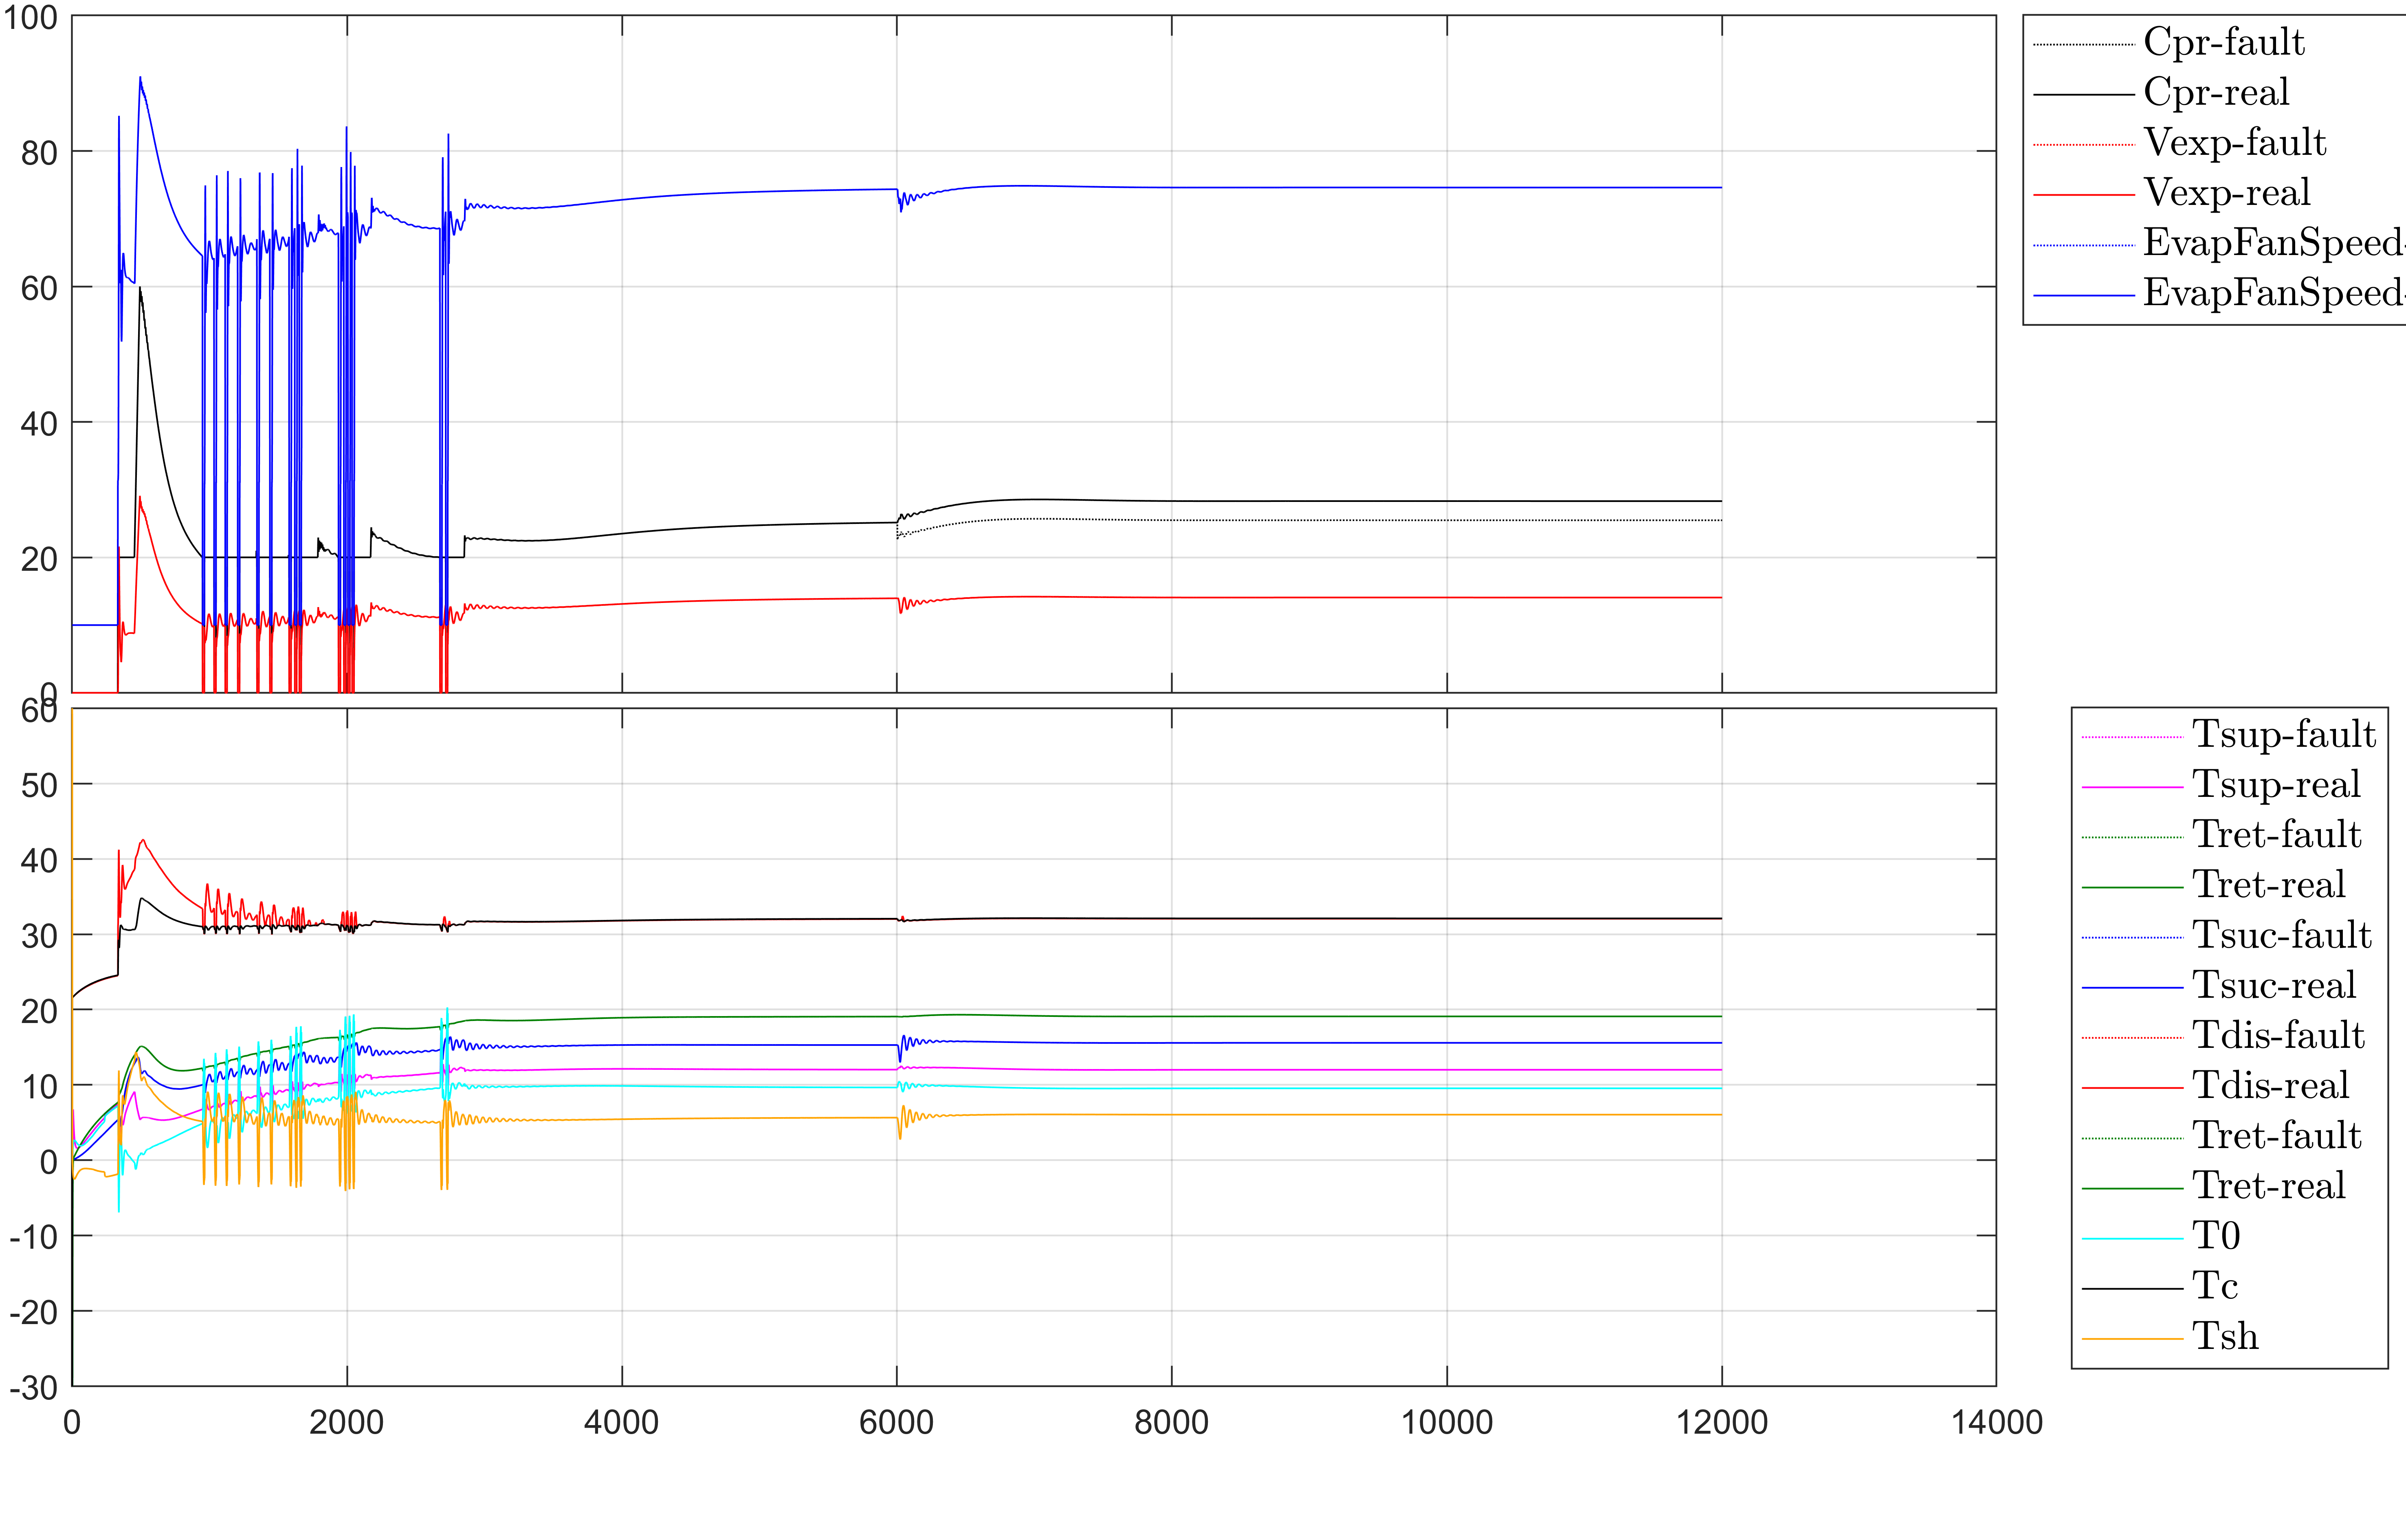 100
80
60
40
20
0
Cpr-fault
Cpr-real
Vexp-fault
Vexp-real
EvapFanSpeed-
EvapFanSpeed-
60
50
40
30
20
10
0
-10
-20
-30
0 2000 4000 6000 8000 10000 12000 14000
Tsup-fault
Tsup-real
Tret-fault
Tret-real
Tsuc-fault
Tsuc-real
Tdis-fault
Tdis-real
Tret-fault
Tret-real
T0
Tc
Tsh